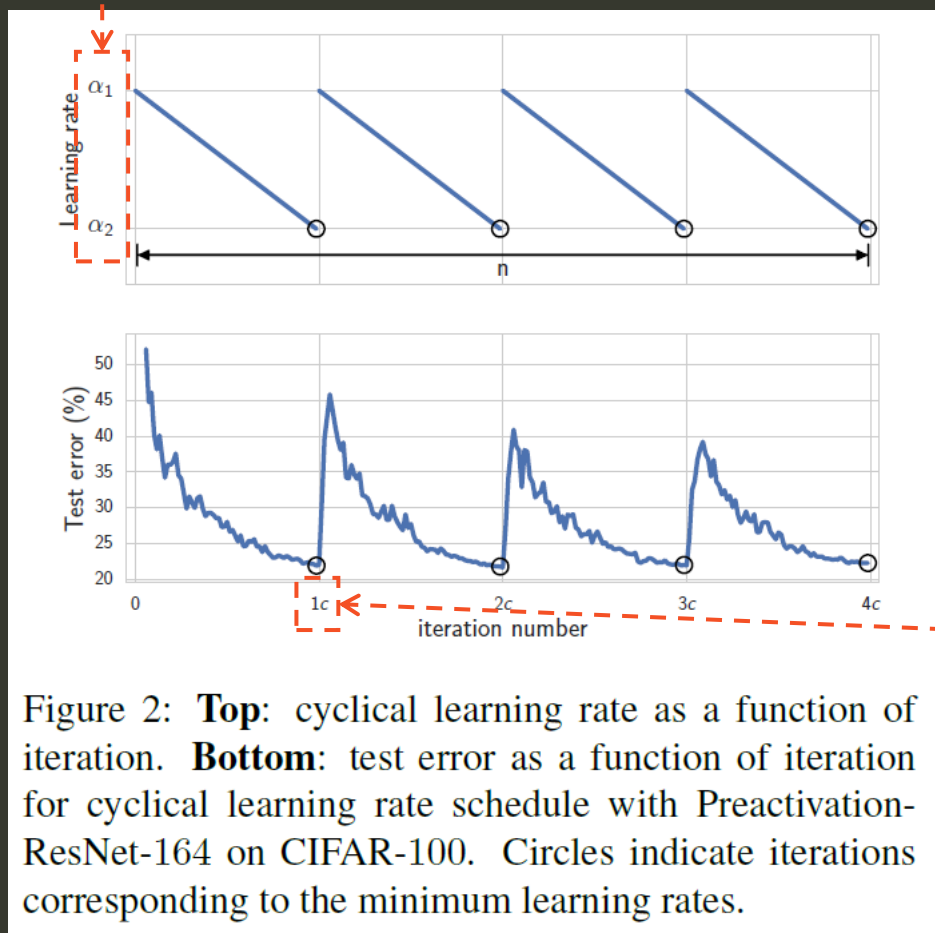 α1
Learning rate
α2
n
50
45
40
35
30
25
20
Test error (%)
0 1c 2c 3c 4c
iteration number
Figure 2: Top: cyclical learning rate as a function of
iteration. Bottom: test error as a function of iteration
for cyclical learning rate schedule with Preactivation-
ResNet-164 on CIFAR-100. Circles indicate iterations
corresponding to the minimum learning rates.